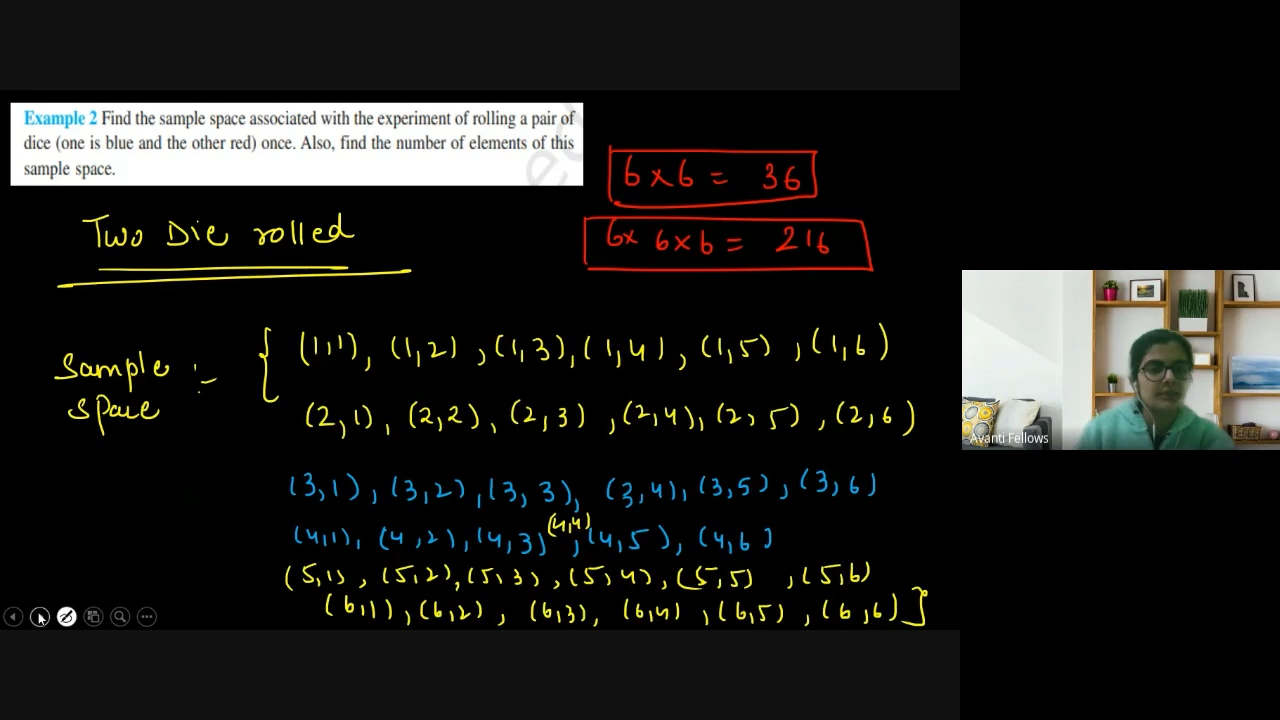 Example 2 Find the sample space associated with the experiment of rolling a pair of
dice (one is blue and the other red) once. Also, find the number of elements of this
sample space.
6 x 6 = 36
6 x 6 x 6 = 216
Two Die rolled
Sample Space :- { (1,1), (1,2), (1,3), (1,4), (1,5), (1,6)
(2,1), (2,2), (2,3), (2,4), (2,5), (2,6)
(3,1), (3,2), (3,3), (3,4), (3,5), (3,6)
(4,1), (4,2), (4,3) (4,4), (4,5), (4,6)
(5,1), (5,2), (5,3), (5,4), (5,5), (5,6)
(6,1), (6,2), (6,3), (6,4), (6,5), (6,6) }
Avanti Fellows